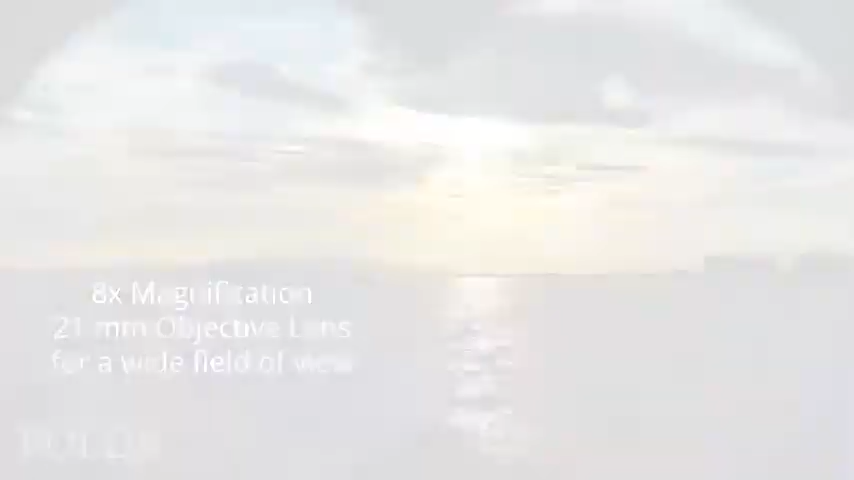 8x Magnification
21 mm Objective Lens
for a wide field of view